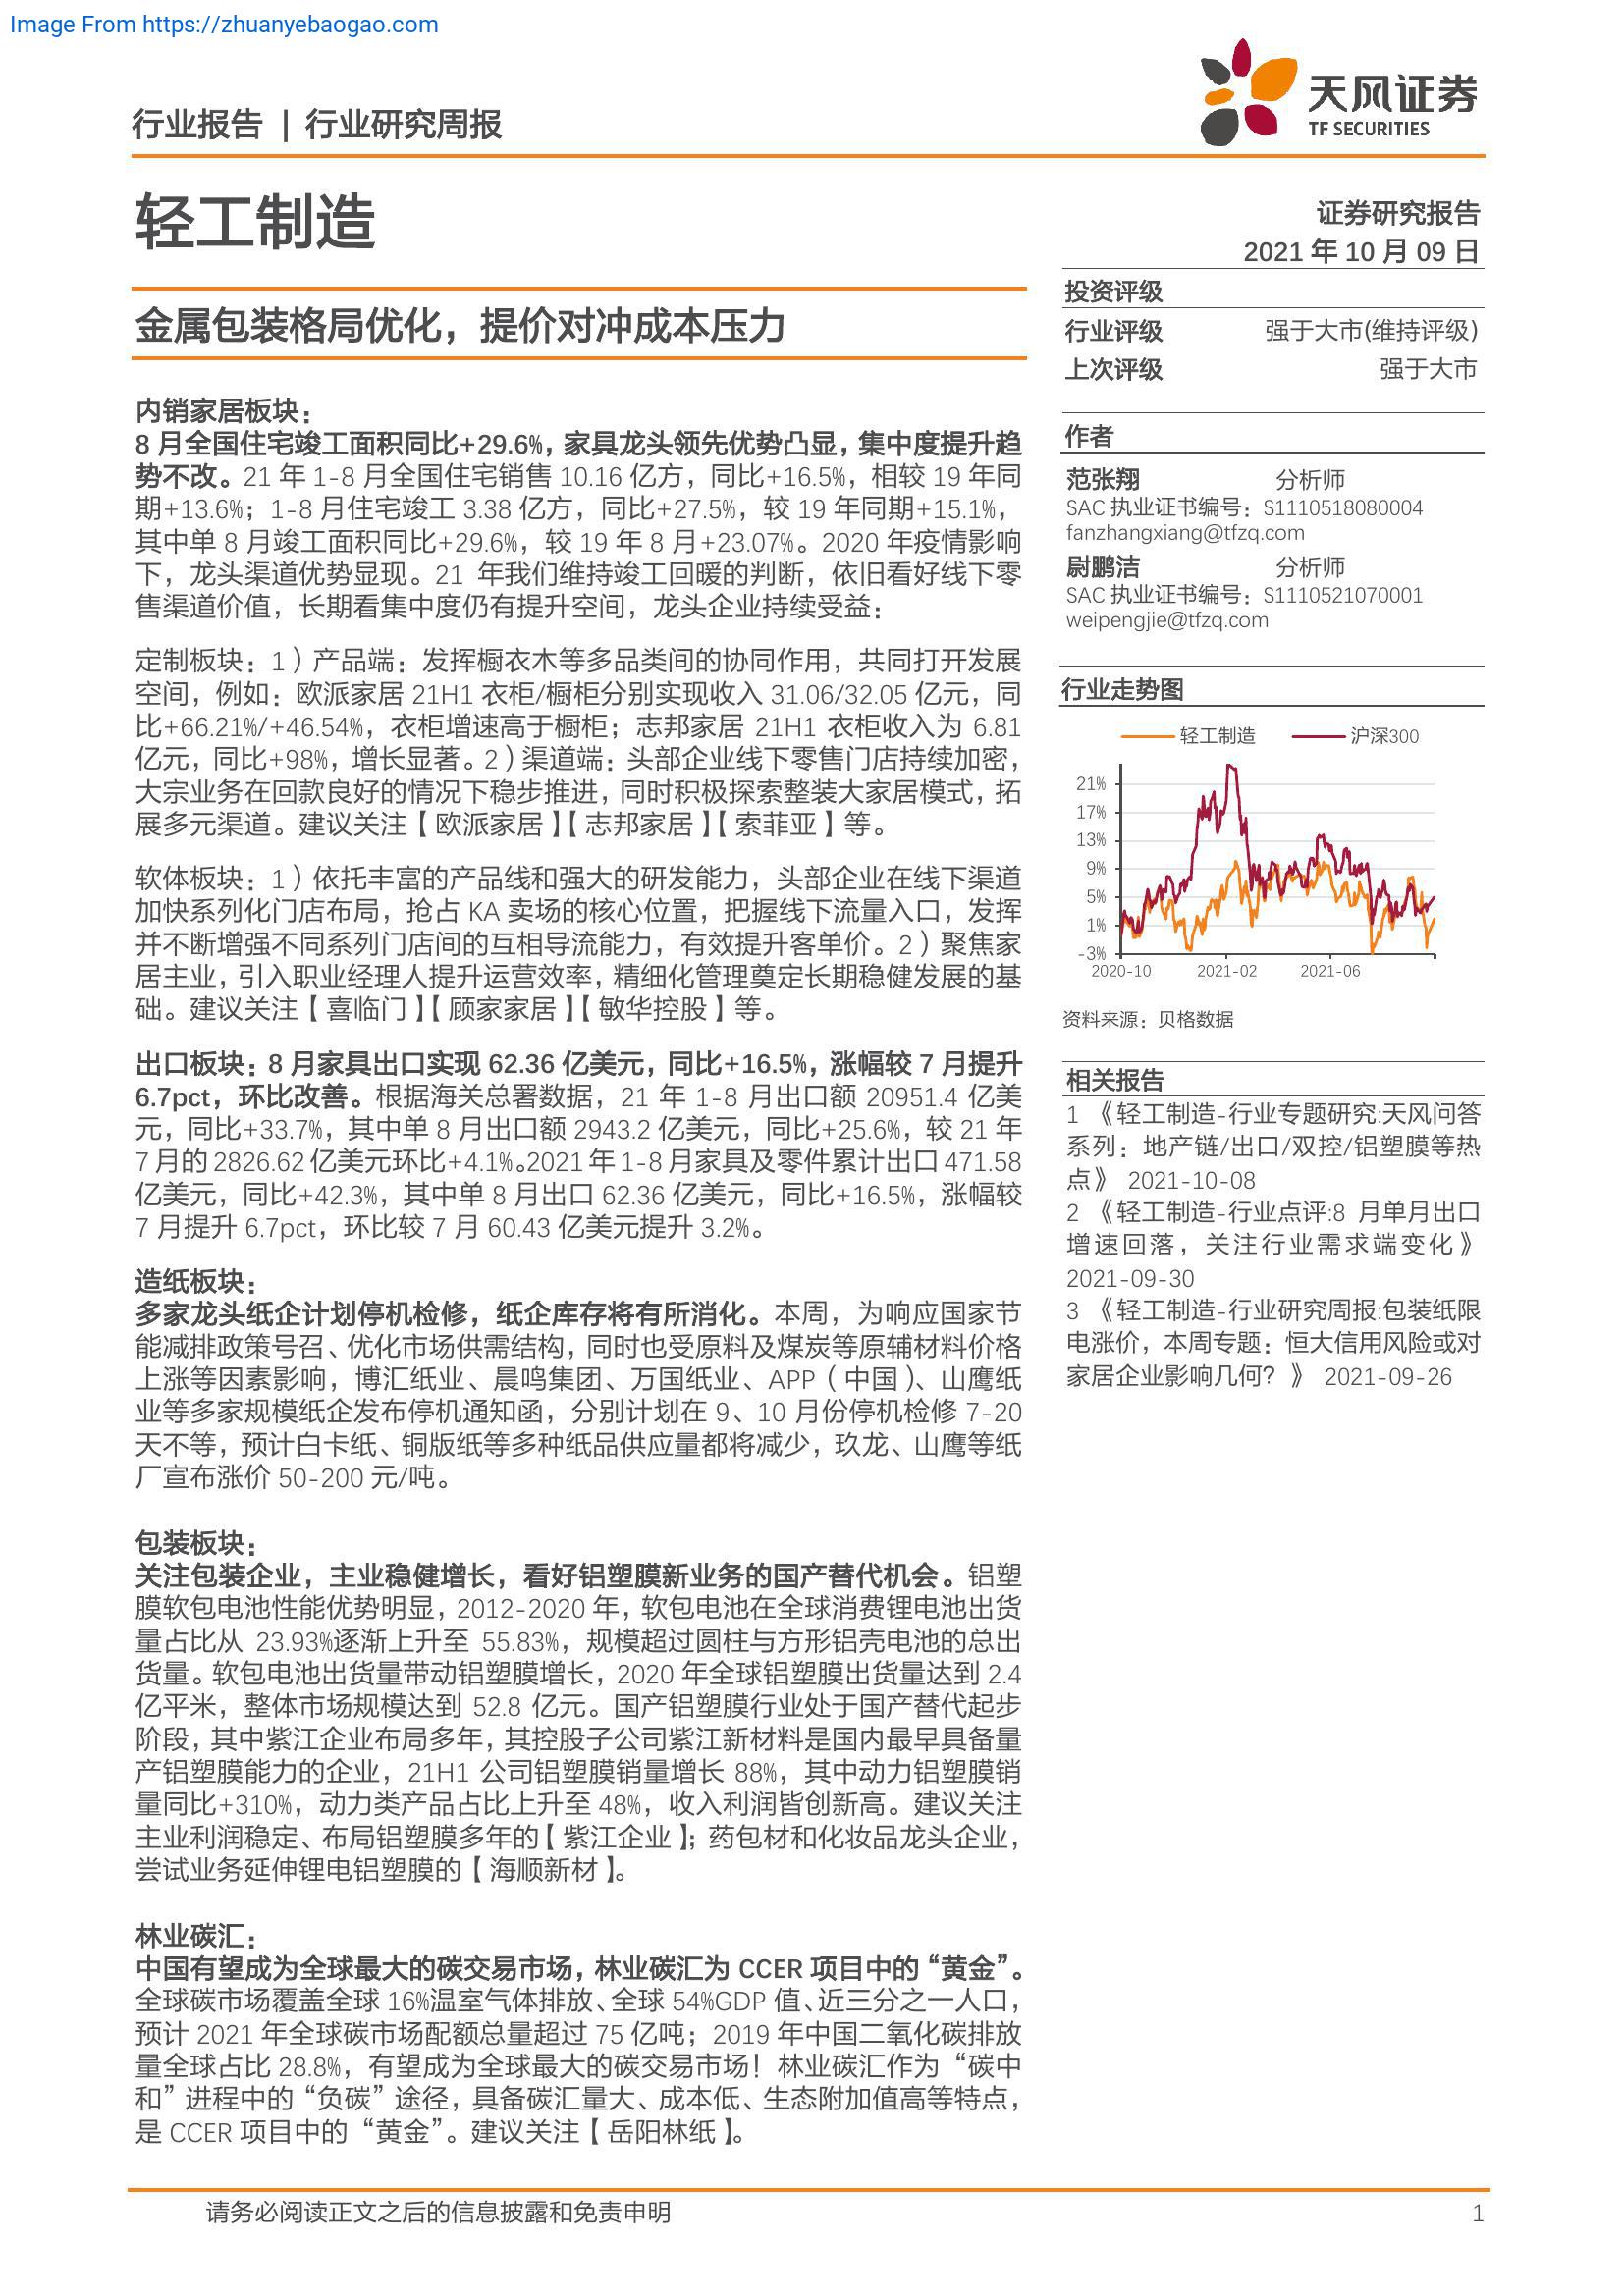 Image From https://zhuanyebaogao.com
行业报告 | 行业研究周报
天风证券
TF SECURITIES
轻工制造
证券研究报告
2021 年 10 月 09 日
金属包装格局优化，提价对冲成本压力
内销家居板块：
8 月全国住宅竣工面积同比+29.6%，家具龙头领先优势凸显，集中度提升趋
势不改。21 年 1-8 月全国住宅销售 10.16 亿方，同比+16.5%，相较 19 年同
期+13.6%；1-8 月住宅竣工 3.38 亿方，同比+27.5%，较 19 年同期+15.1%，
其中单 8 月竣工面积同比+29.6%，较 19 年 8 月+23.07%。2020 年疫情影响
下，龙头渠道优势显现。21 年我们维持竣工回暖的判断，依旧看好线下零
售渠道价值，长期看集中度仍有提升空间，龙头企业持续受益：
定制板块：1）产品端：发挥橱衣木等多品类间的协同作用，共同打开发展
空间，例如：欧派家居 21H1 衣柜/橱柜分别实现收入 31.06/32.05 亿元，同
比+66.21%/+46.54%，衣柜增速高于橱柜；志邦家居 21H1 衣柜收入为 6.81
亿元，同比+98%，增长显著。2）渠道端：头部企业线下零售门店持续加密，
大宗业务在回款良好的情况下稳步推进，同时积极探索整装大家居模式，拓
展多元渠道。建议关注【欧派家居】【志邦家居】【索菲亚】等。
软体板块：1）依托丰富的产品线和强大的研发能力，头部企业在线下渠道
加快系列化门店布局，抢占 KA 卖场的核心位置，把握线下流量入口，发挥
并不断增强不同系列门店间的互相导流能力，有效提升客单价。2）聚焦家
居主业，引入职业经理人提升运营效率，精细化管理奠定长期稳健发展的基
础。建议关注【喜临门】【顾家家居】【敏华控股】等。
出口板块：8 月家具出口实现 62.36 亿美元，同比+16.5%，涨幅较 7 月提升
6.7pct，环比改善。根据海关总署数据，21 年 1-8 月出口额 20951.4 亿美
元，同比+33.7%，其中单 8 月出口额 2943.2 亿美元，同比+25.6%，较 21 年
7 月的 2826.62 亿美元环比+4.1%。2021 年 1-8 月家具及零件累计出口 471.58
亿美元，同比+42.3%，其中单 8 月出口 62.36 亿美元，同比+16.5%，涨幅较
7 月提升 6.7pct，环比较 7 月 60.43 亿美元提升 3.2%。
造纸板块：
多家龙头纸企计划停机检修，纸企库存将有所消化。本周，为响应国家节
能减排政策号召、优化市场供需结构，同时也受原料及煤炭等原辅材料价格
上涨等因素影响，博汇纸业、晨鸣集团、万国纸业、APP（中国）、山鹰纸
业等多家规模纸企发布停机通知函，分别计划在 9、10 月份停机检修 7-20
天不等，预计白卡纸、铜版纸等多种纸品供应量都将减少，玖龙、山鹰等纸
厂宣布涨价 50-200 元/吨。
包装板块：
关注包装企业，主业稳健增长，看好铝塑膜新业务的国产替代机会。铝塑
膜软包电池性能优势明显，2012-2020 年，软包电池在全球消费锂电池出货
量占比从 23.93%逐渐上升至 55.83%，规模超过圆柱与方形铝壳电池的总出
货量。软包电池出货量带动铝塑膜增长，2020 年全球铝塑膜出货量达到 2.4
亿平米，整体市场规模达到 52.8 亿元。国产铝塑膜行业处于国产替代起步
阶段，其中紫江企业布局多年，其控股子公司紫江新材料是国内最早具备量
产铝塑膜能力的企业，21H1 公司铝塑膜销量增长 88%，其中动力铝塑膜销
量同比+310%，动力类产品占比上升至 48%，收入利润皆创新高。建议关注
主业利润稳定、布局铝塑膜多年的【紫江企业】；药包材和化妆品龙头企业，
尝试业务延伸锂电铝塑膜的【海顺新材】。
林业碳汇：
中国有望成为全球最大的碳交易市场，林业碳汇为 CCER 项目中的“黄金”。
全球碳市场覆盖全球 16%温室气体排放、全球 54%GDP 值、近三分之一人口，
预计 2021 年全球碳市场配额总量超过 75 亿吨；2019 年中国二氧化碳排放
量全球占比 28.8%，有望成为全球最大的碳交易市场！林业碳汇作为“碳中
和”进程中的“负碳”途径，具备碳汇量大、成本低、生态附加值高等特点，
是 CCER 项目中的“黄金”。建议关注【岳阳林纸】。
投资评级
行业评级 强于大市(维持评级)
上次评级 强于大市
作者
范张翔 分析师
SAC 执业证书编号：S1110518080004
fanzhangxiang@tfzq.com
尉鹏洁 分析师
SAC 执业证书编号：S1110521070001
weipengjie@tfzq.com
行业走势图
轻工制造 沪深300
21%
17%
13%
9%
5%
1%
-3%
2020-10 2021-02 2021-06
资料来源：贝格数据
相关报告
1 《轻工制造-行业专题研究:天风问答
系列：地产链/出口/双控/铝塑膜等热
点》 2021-10-08
2 《轻工制造-行业点评:8 月单月出口
增速回落，关注行业需求端变化》
2021-09-30
3 《轻工制造-行业研究周报:包装纸限
电涨价，本周专题：恒大信用风险或对
家居企业影响几何？》 2021-09-26
请务必阅读正文之后的信息披露和免责申明 1